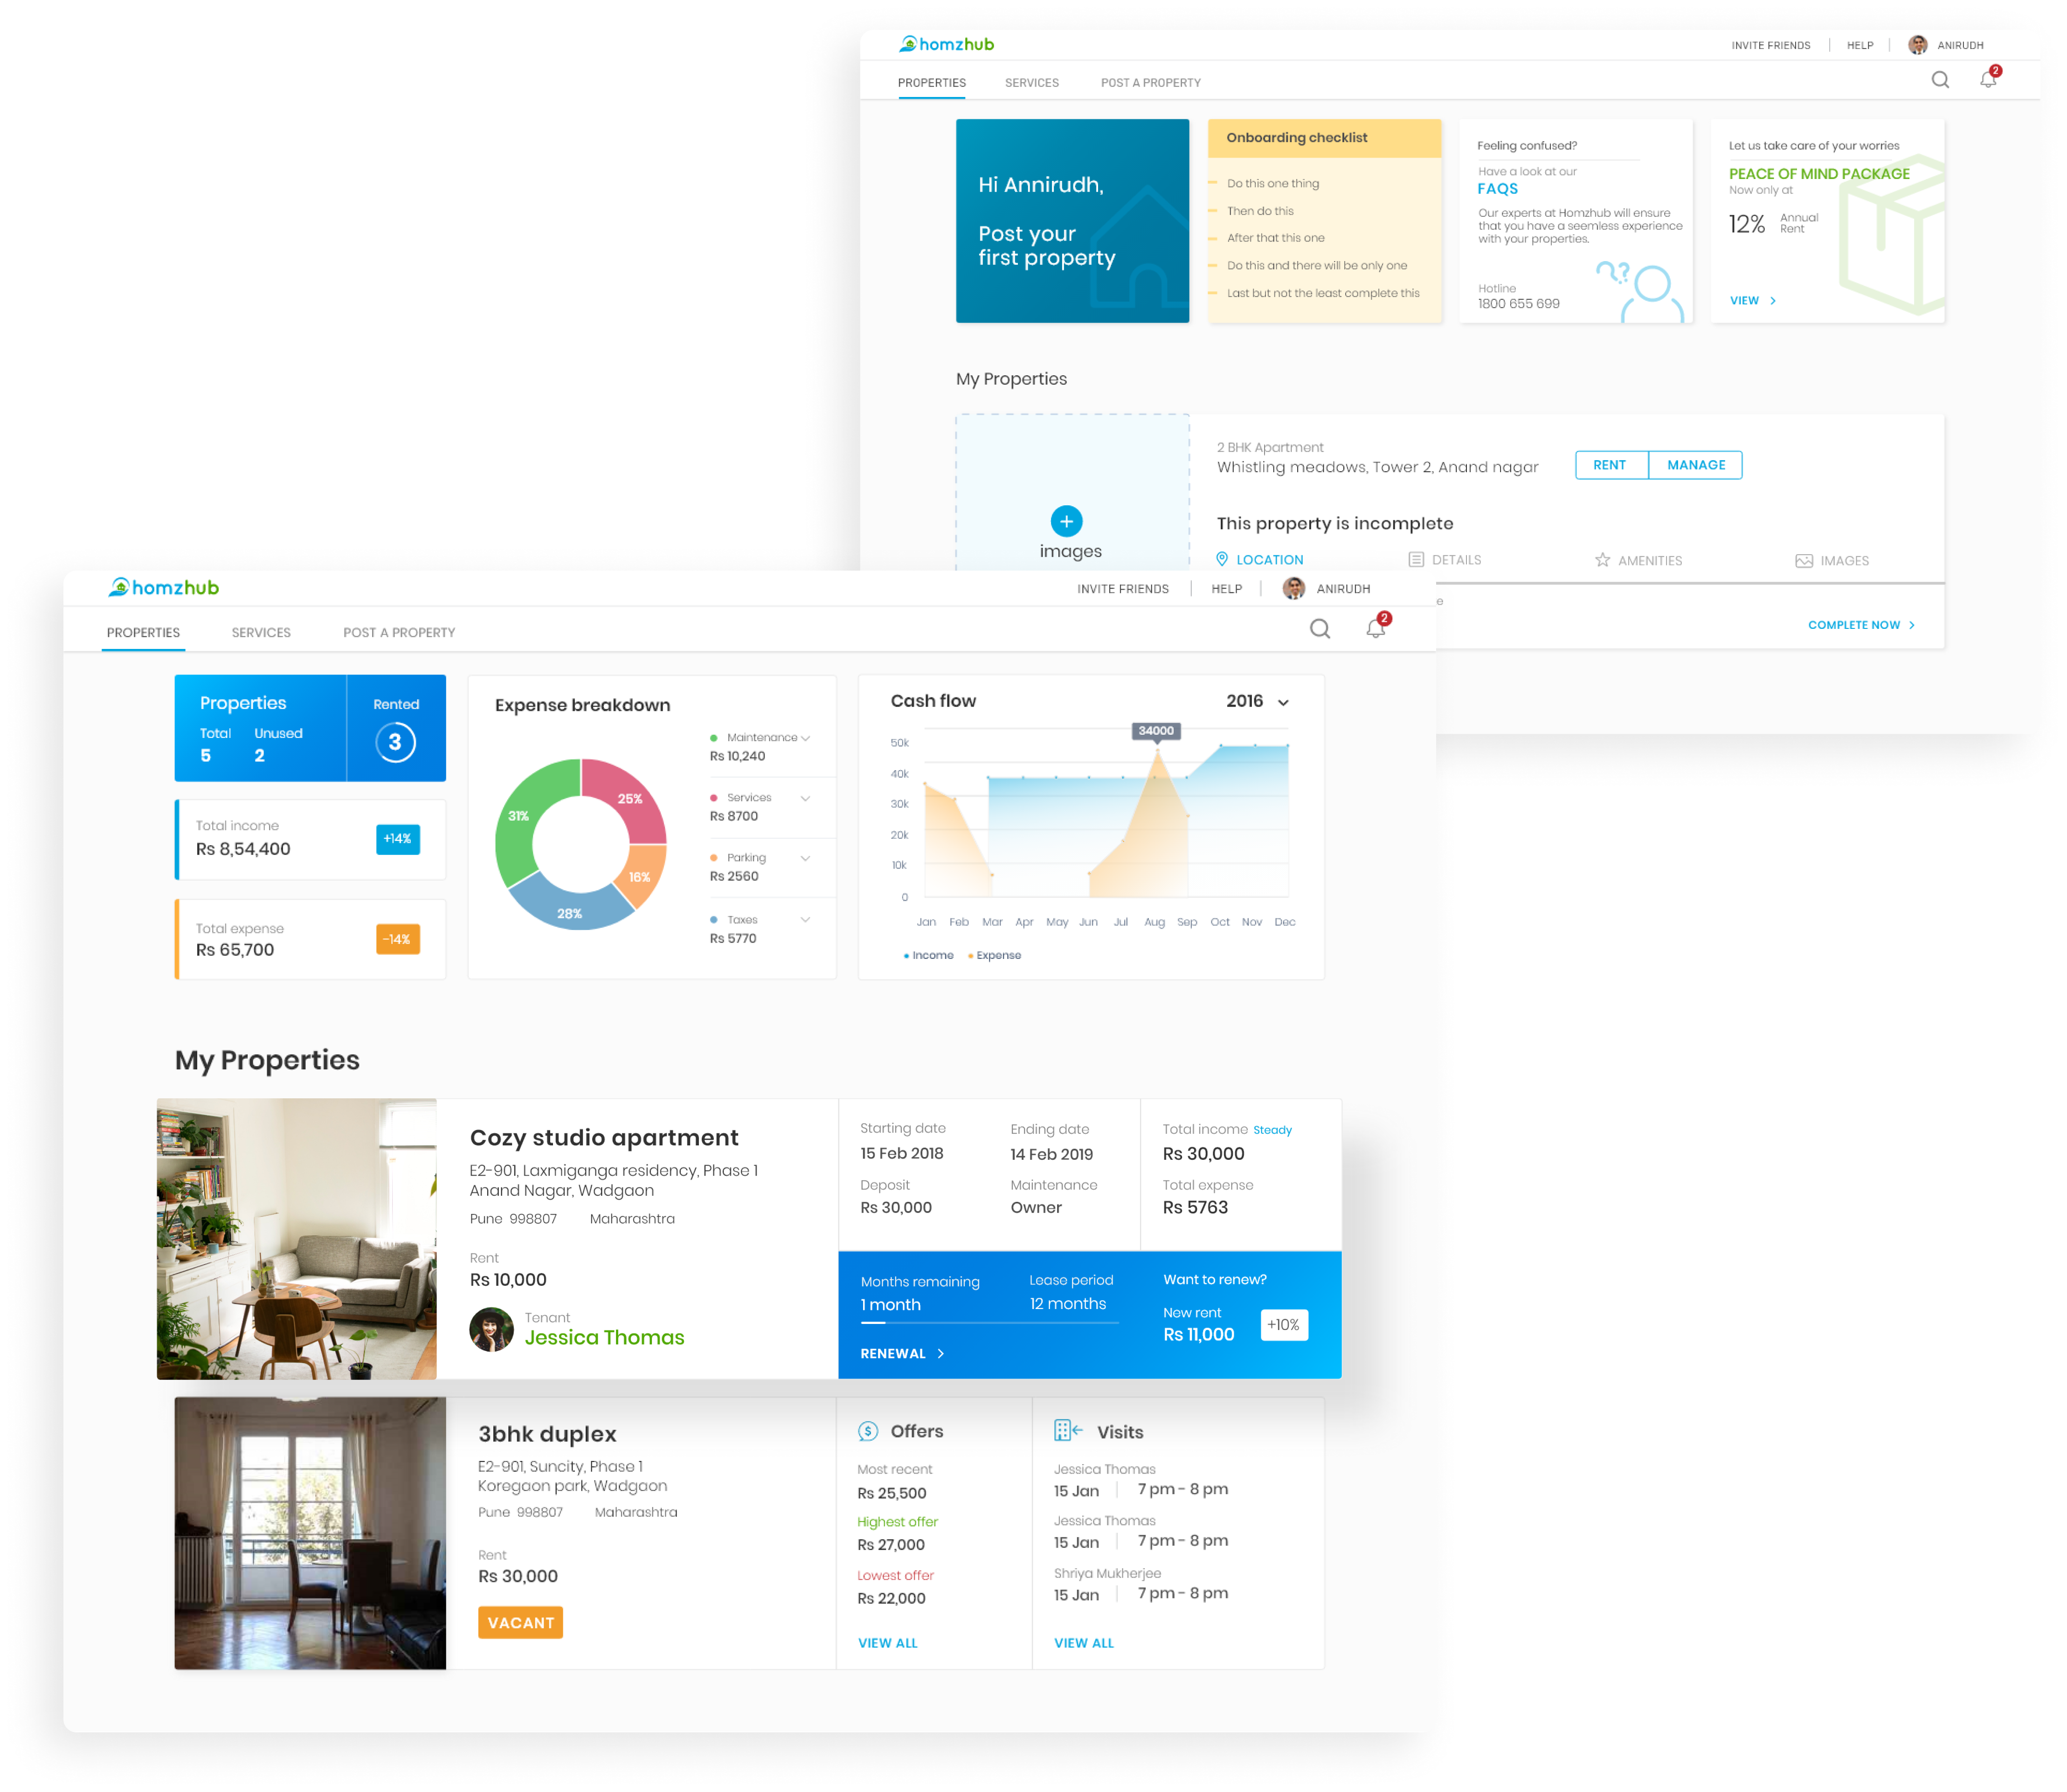 homzhub
INVITE FRIENDS
HELP
ANIRUDH
PROPERTIES
SERVICES
POST A PROPERTY
2
Hi Annirudh,
Post your
first property
Onboarding checklist
Do this one thing
Then do this
After that this one
Do this and there will be only one
Last but not the least complete this
Feeling confused?
Have a look at our
FAQS
Our experts at Homzhub will ensure
that you have a seemless experience
with your properties.
Hotline
1800 655 699
Let us take care of your worries
PEACE OF MIND PACKAGE
Now only at
12%
Annual
Rent
VIEW
My Properties
images
2 BHK Apartment
Whistling meadows, Tower 2, Anand nagar
RENT
MANAGE
This property is incomplete
LOCATION
DETAILS
AMENITIES
IMAGES
COMPLETE NOW
homzhub
INVITE FRIENDS
HELP
ANIRUDH
PROPERTIES
SERVICES
POST A PROPERTY
2
Properties
Total
5
Unused
2
Rented
3
Total income
Rs 8,54,400
+14%
Total expense
Rs 65,700
-14%
Expense breakdown
31%
25%
16%
28%
Maintenance
Rs 10,240
Services
Rs 8700
Parking
Rs 2560
Taxes
Rs 5770
Cash flow
2016
34000
50k
40k
30k
20k
10k
0
Jan Feb Mar Apr May Jun Jul Aug Sep Oct Nov Dec
Income
Expense
My Properties
Cozy studio apartment
E2-901, Laxmiganga residency, Phase 1
Anand Nagar, Wadgaon
Pune 998807 Maharashtra
Rent
Rs 10,000
Tenant
Jessica Thomas
Starting date
15 Feb 2018
Ending date
14 Feb 2019
Deposit
Rs 30,000
Maintenance
Owner
Total income Steady
Rs 30,000
Total expense
Rs 5763
Months remaining
1 month
Lease period
12 months
RENEWAL
Want to renew?
New rent
Rs 11,000
+10%
3bhk duplex
E2-901, Suncity, Phase 1
Koregaon park, Wadgaon
Pune 998807 Maharashtra
Rent
Rs 30,000
VACANT
Offers
Most recent
Rs 25,500
Highest offer
Rs 27,000
Lowest offer
Rs 22,000
VIEW ALL
Visits
Jessica Thomas
15 Jan 7 pm - 8 pm
Jessica Thomas
15 Jan 7 pm - 8 pm
Shriya Mukherjee
15 Jan 7 pm - 8 pm
VIEW ALL